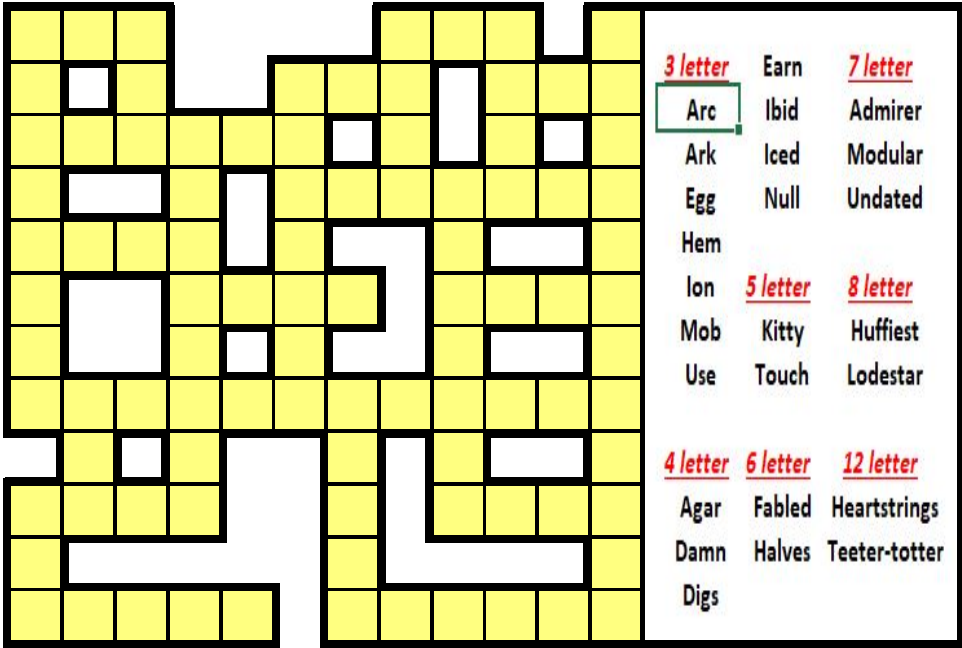 3 letter Earn 7 letter
Arc Ibid Admirer
Ark Iced Modular
Egg Null Undated
Hem
Ion 5 letter 8 letter
Mob Kitty Huffiest
Use Touch Lodestar
4 letter 6 letter 12 letter
Agar Fabled Heartstrings
Damn Halves Teeter-totter
Digs